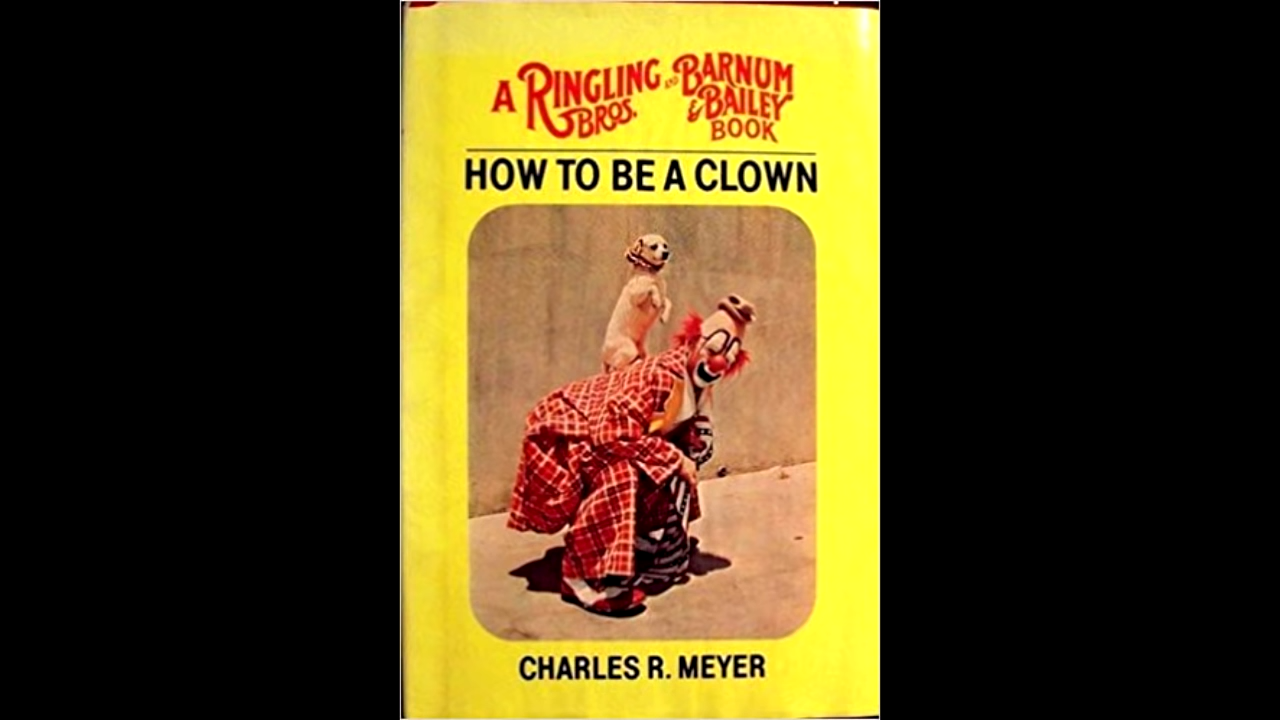 A RINGLING BROS. AND BARNUM & BAILEY BOOK
HOW TO BE A CLOWN
CHARLES R. MEYER